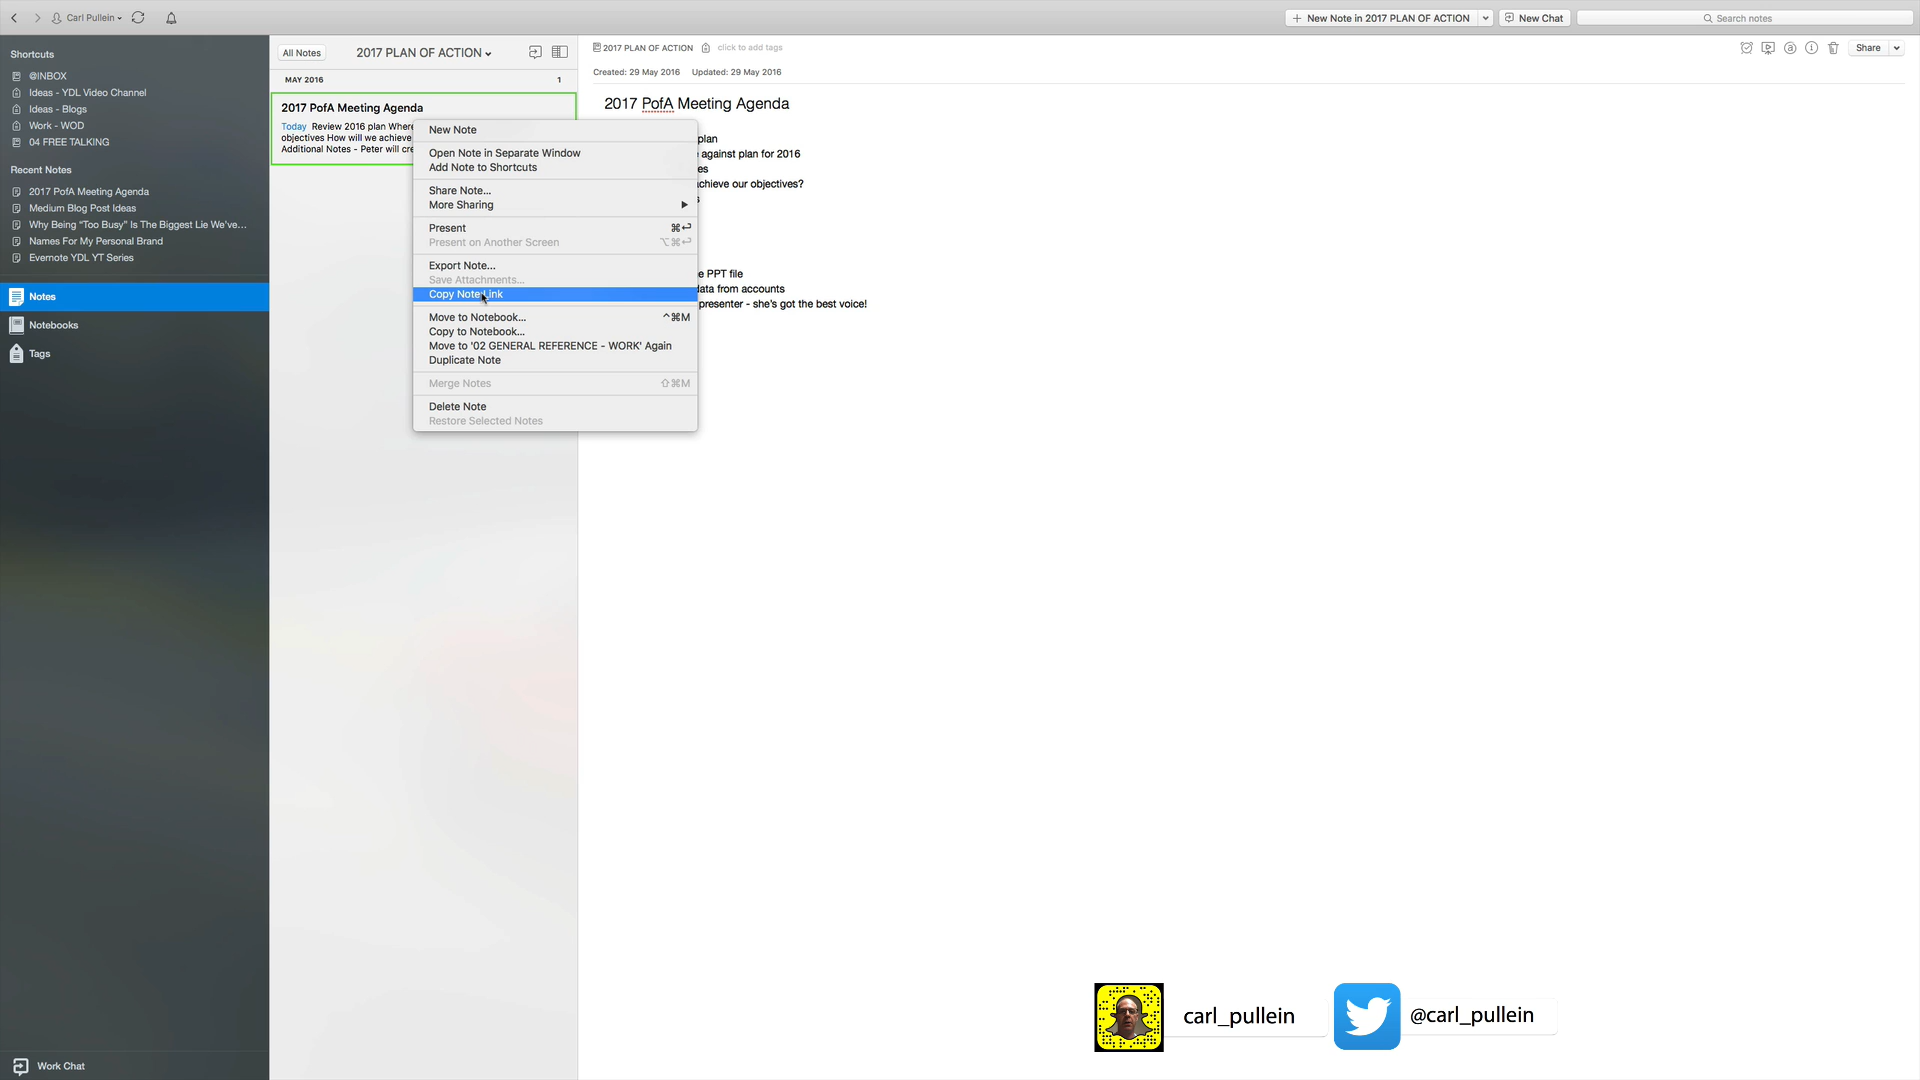 Carl Pullein
New Note in 2017 PLAN OF ACTION
New Chat
Search notes
Shortcuts
@INBOX
Ideas - YDL Video Channel
Ideas - Blogs
Work - WOD
04 FREE TALKING
Recent Notes
2017 PofA Meeting Agenda
Medium Blog Post Ideas
Why Being “Too Busy” Is The Biggest Lie We've...
Names For My Personal Brand
Evernote YDL YT Series
Notes
Notebooks
Tags
Work Chat
All Notes
2017 PLAN OF ACTION
MAY 2016 1
2017 PofA Meeting Agenda
Today Review 2016 plan Where
objectives How will we achieve
Additional Notes - Peter will cre
New Note
Open Note in Separate Window
Add Note to Shortcuts
Share Note...
More Sharing
Present ⌘↩
Present on Another Screen ⌥⌘↩
Export Note...
Save Attachments...
Copy Note Link
Move to Notebook... ^⌘M
Copy to Notebook...
Move to '02 GENERAL REFERENCE - WORK' Again
Duplicate Note
Merge Notes ⇧⌘M
Delete Note
Restore Selected Notes
2017 PLAN OF ACTION
click to add tags
Share
Created: 29 May 2016 Updated: 29 May 2016
2017 PofA Meeting Agenda
plan
against plan for 2016
es
chieve our objectives?
s
e PPT file
data from accounts
presenter - she's got the best voice!
carl_pullein
@carl_pullein